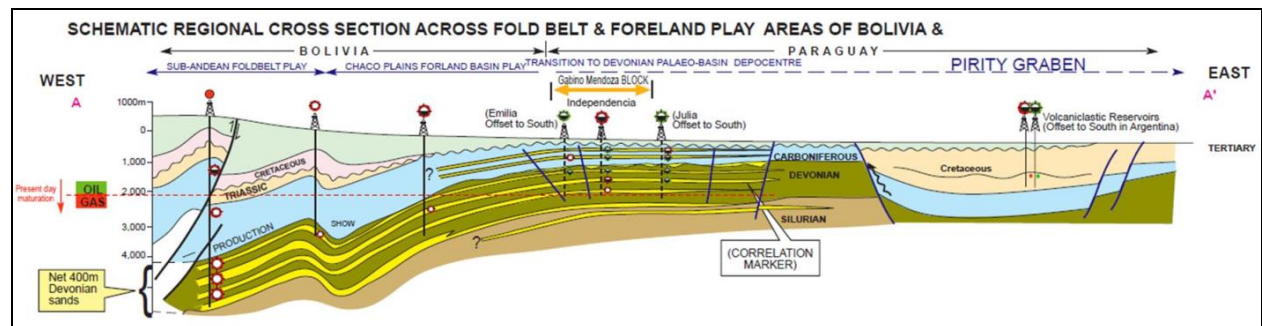 SCHEMATIC REGIONAL CROSS SECTION ACROSS FOLD BELT & FORELAND PLAY AREAS OF BOLIVIA &
BOLIVIA
PARAGUAY
SUB-ANDEAN FOLDBELT PLAY
CHACO PLAINS FORLAND BASIN PLAY
TRANSITION TO DEVONIAN PALAEO-BASIN DEPOCENTRE
PIRITY GRABEN
WEST
EAST
A
A'
Gabino Mendoza BLOCK
Independencia
(Emilia
Offset to South)
(Julia
Offset to South)
Volcaniclastic Reservoirs
(Offset to South in Argentina)
1000m
0
1,000
2,000
3,000
4,000
TERTIARY
?
CRETACEOUS
TRIASSIC
?
CARBONIFEROUS
DEVONIAN
Cretaceous
Present day
maturation
OIL
GAS
SILURIAN
PRODUCTION
SHOW
?
(CORRELATION
MARKER)
Net 400m
Devonian
sands